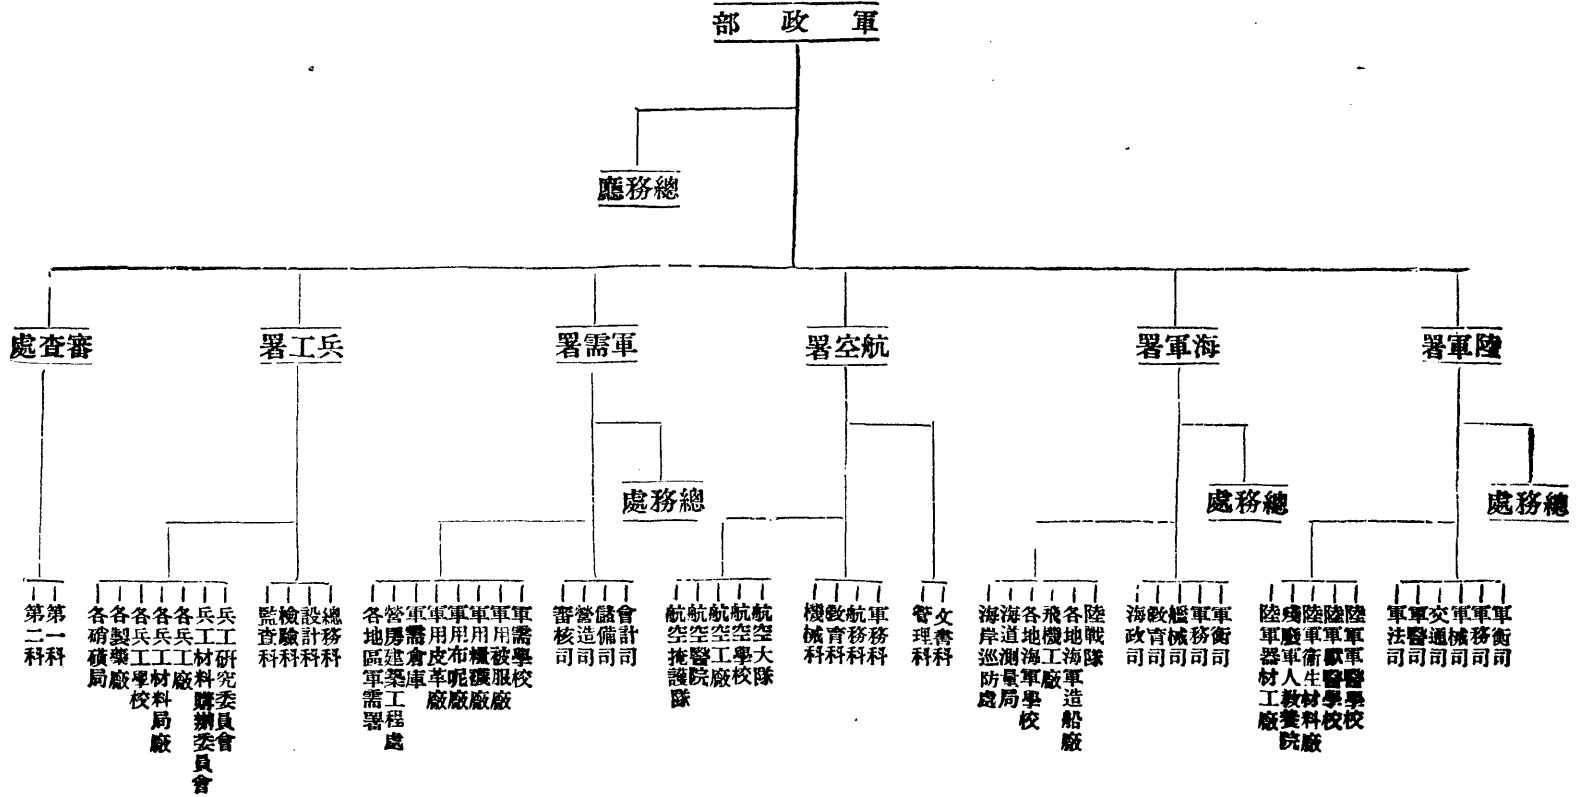 軍政部
總務廳
陸軍署
海軍署
航空署
軍需署
兵工署
審查處
總務處
總務處
總務處
軍衡司
軍務司
軍械司
交通司
軍醫司
軍法司
陸軍軍醫學校
陸軍獸醫學校
陸軍衛生材料廠
殘廢軍人教養院
陸軍器材工廠
軍衡司
軍務司
艦械司
教育司
海政司
陸戰隊
各地海軍造船廠
飛機工廠
各地海軍學校
海道測量局
海岸巡防處
文書科
管理科
軍務科
航務科
教育科
機械科
航空大隊
航空學校
航空工廠
航空醫院
航空掩護隊
會計司
儲備司
營造司
審核司
軍需學校
軍用被服廠
軍用糧襪廠
軍用布呢廠
軍用皮革廠
軍需倉庫
營房建築工程處
各地區軍需署
總務科
設計科
檢驗科
監查科
兵工研究委員會
兵工材料購辦委員會
各兵工廠
各兵工材料局廠
各兵工學校
各製藥廠
各硝磺局
第一科
第二科